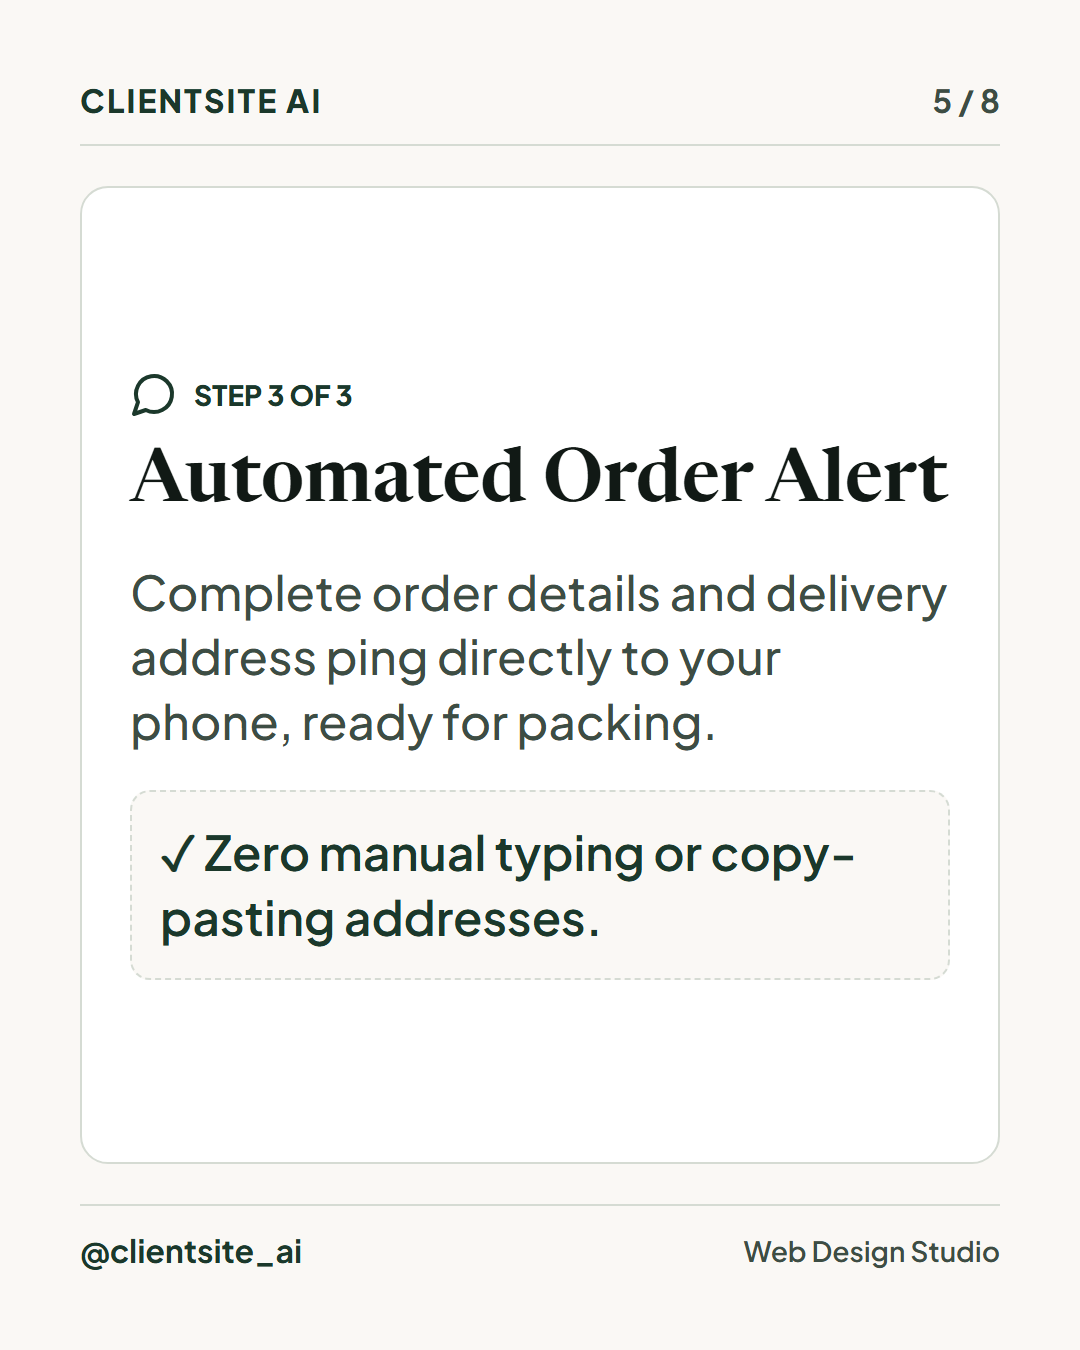 CLIENTSITE AI
5 / 8
STEP 3 OF 3
Automated Order Alert
Complete order details and delivery
address ping directly to your
phone, ready for packing.
✓ Zero manual typing or copy-
pasting addresses.
@clientsite_ai
Web Design Studio